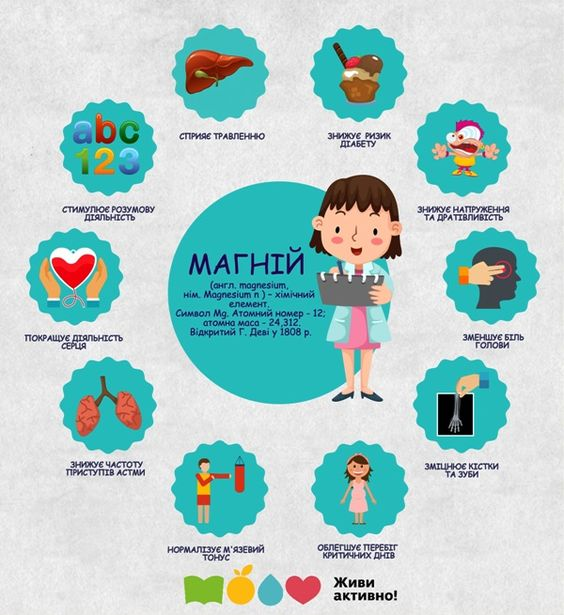 СПРИЯЄ ТРАВЛЕННЮ
ЗНИЖУЄ РИЗИК
ДІАБЕТУ
abc
123
СТИМУЛЮЄ РОЗУМОВУ
ДІЯЛЬНІСТЬ
ЗНИЖУЄ НАПРУЖЕННЯ
ТА ДРАТІВЛИВІСТЬ
МАГНІЙ
(англ. magnesium,
нім. Magnesium n ) – хімічний
елемент.
Символ Mg. Атомний номер - 12;
атомна маса - 24,312.
Відкритий Г. Деві у 1808 р.
ПОКРАЩУЄ ДІЯЛЬНІСТЬ
СЕРЦЯ
ЗМЕНШУЄ БІЛЬ
ГОЛОВИ
ЗНИЖУЄ ЧАСТОТУ
ПРИСТУПІВ АСТМИ
ЗМІЦНЮЄ КІСТКИ
ТА ЗУБИ
НОРМАЛІЗУЄ М'ЯЗЕВИЙ
ТОНУС
ОБЛЕГШУЄ ПЕРЕБІГ
КРИТИЧНИХ ДНІВ
Живи
активно!